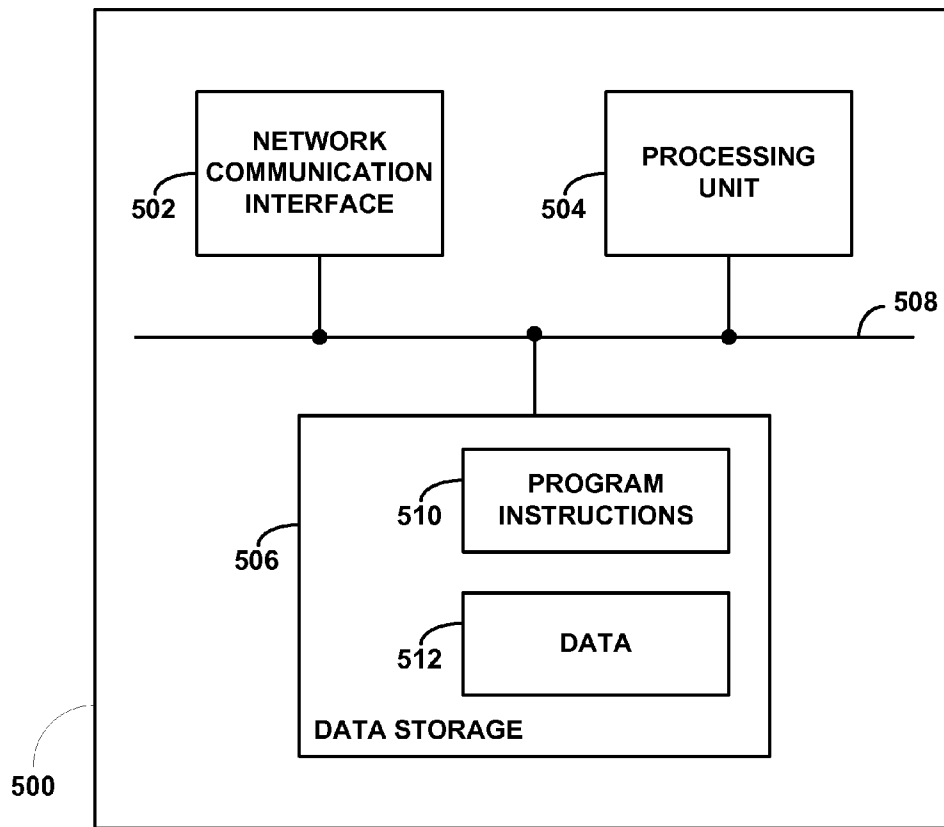 NETWORK
COMMUNICATION
INTERFACE
502
PROCESSING
UNIT
504
508
PROGRAM
INSTRUCTIONS
510
506
DATA
512
DATA STORAGE
500